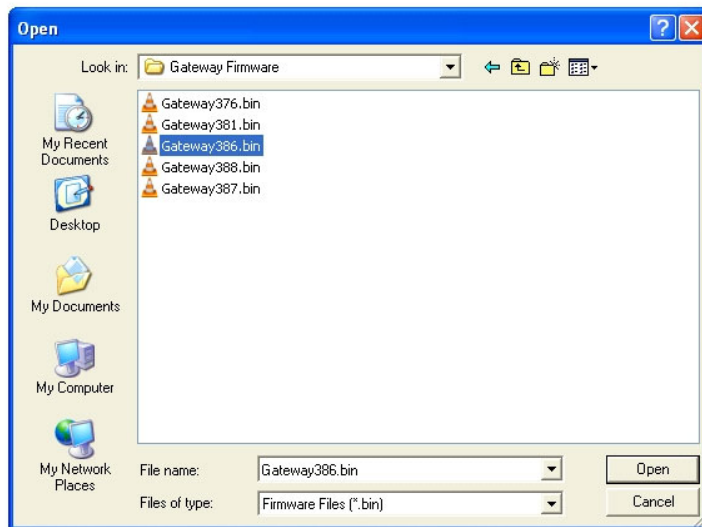 Open
Look in:
Gateway Firmware
My Recent
Documents
Desktop
My Documents
My Computer
My Network
Places
Gateway376.bin
Gateway381.bin
Gateway386.bin
Gateway388.bin
Gateway387.bin
File name:
Gateway386.bin
Open
Files of type:
Firmware Files (*.bin)
Cancel